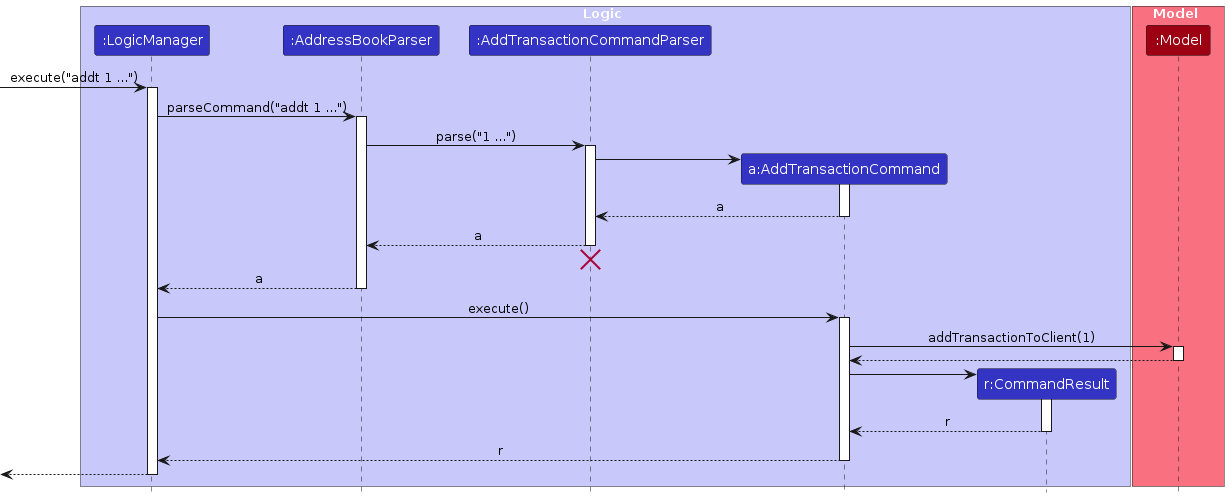 Logic
Model
:LogicManager
:AddressBookParser
:AddTransactionCommandParser
:Model
execute("addt 1 ...")
parseCommand("addt 1 ...")
parse("1 ...")
a:AddTransactionCommand
a
a
a
execute()
addTransactionToClient(1)
r:CommandResult
r
r